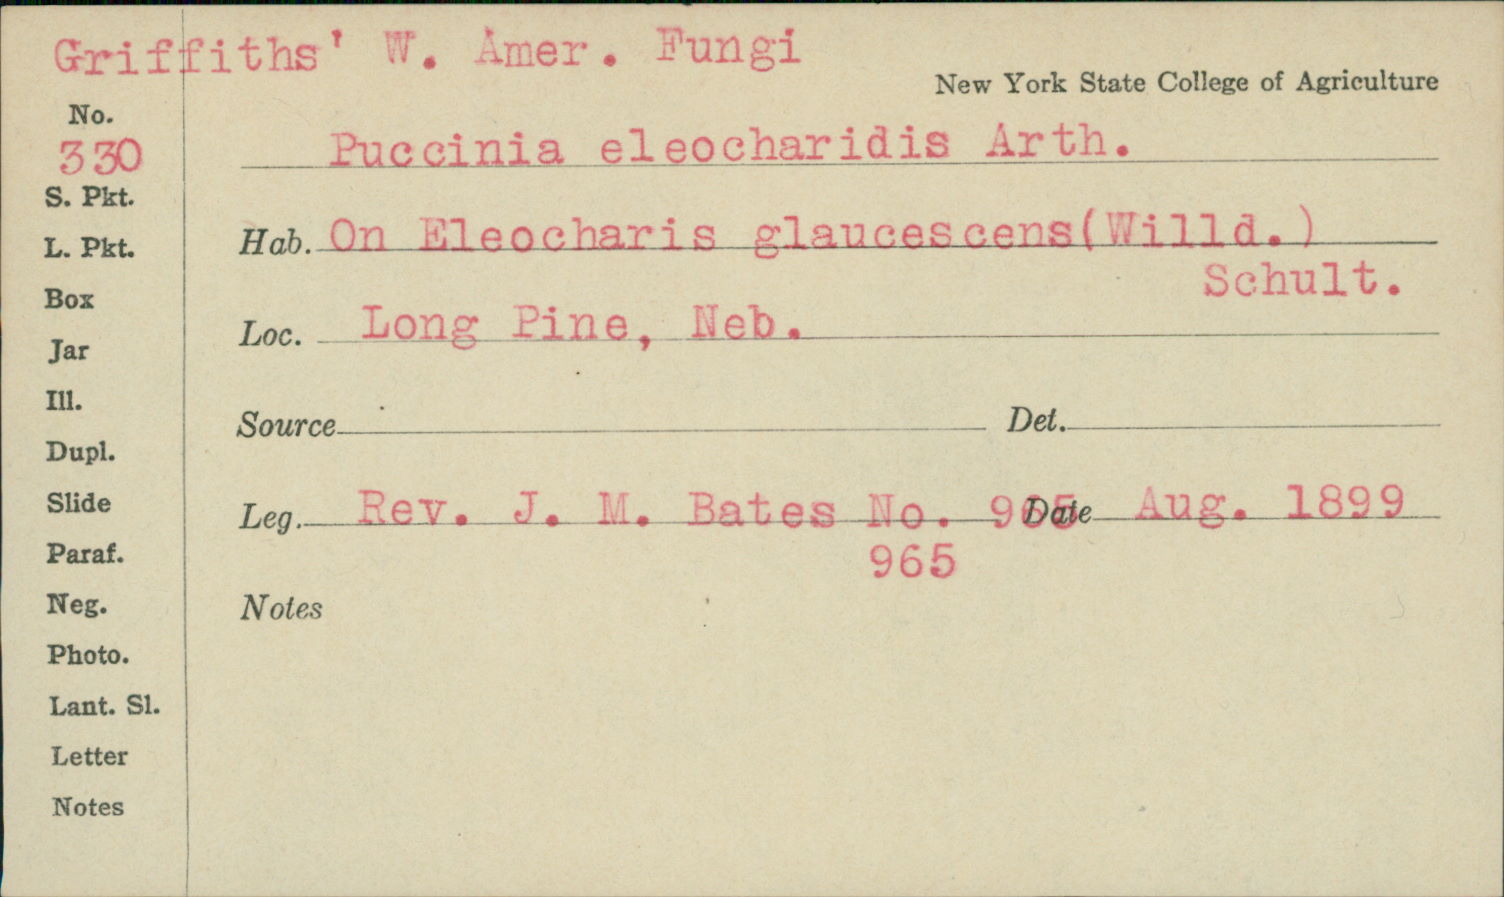 Griffiths' W. Amer. Fungi
New York State College of Agriculture
No.
330
Puccinia eleocharidis Arth.
S. Pkt.
L. Pkt.
Box
Jar
Ill.
Dupl.
Slide
Paraf.
Neg.
Photo.
Lant. Sl.
Letter
Notes
Hab. On Eleocharis glaucescens(Willd.)
Schult.
Loc. Long Pine, Neb.
Source Det.
Leg. Rev. J. M. Bates No. 965 Date Aug. 1899
965
Notes